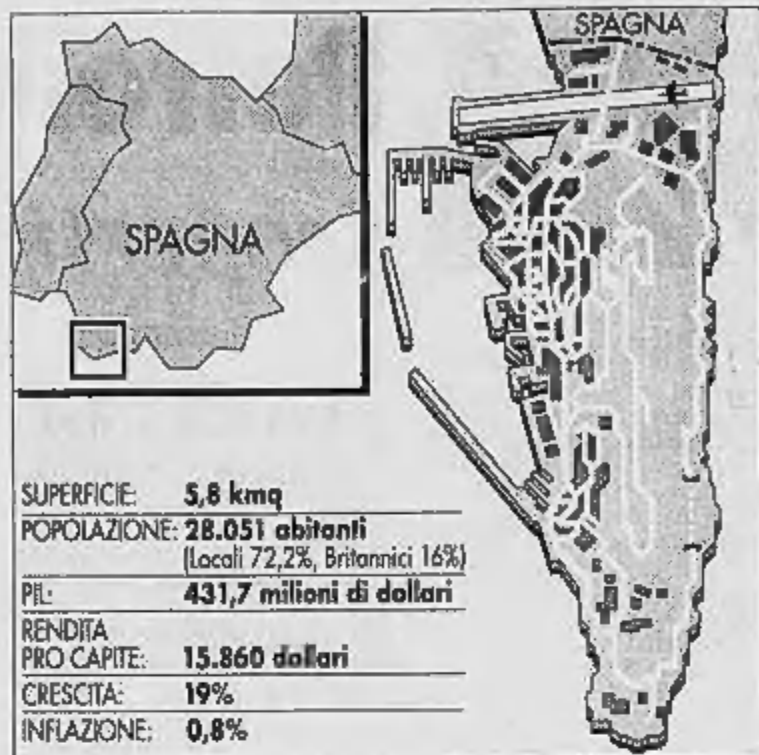 SPAGNA
SPAGNA
SUPERFICIE: 5,8 kmq
POPOLAZIONE: 28.051 abitanti
(Locali 72,2%, Britannici 16%)
PIL: 431,7 milioni di dollari
RENDITA
PRO CAPITE: 15.860 dollari
CRESCITA: 19%
INFLAZIONE: 0,8%